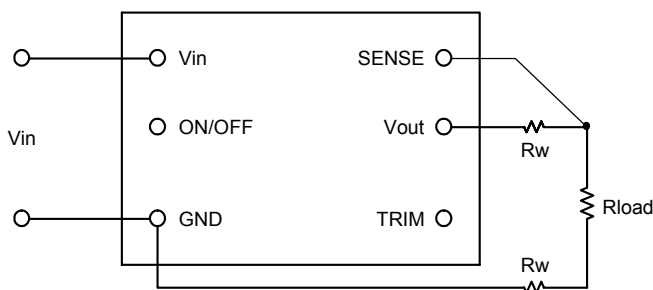 Vin
SENSE
Vin
ON/OFF
Vout
Rw
GND
TRIM
Rload
Rw